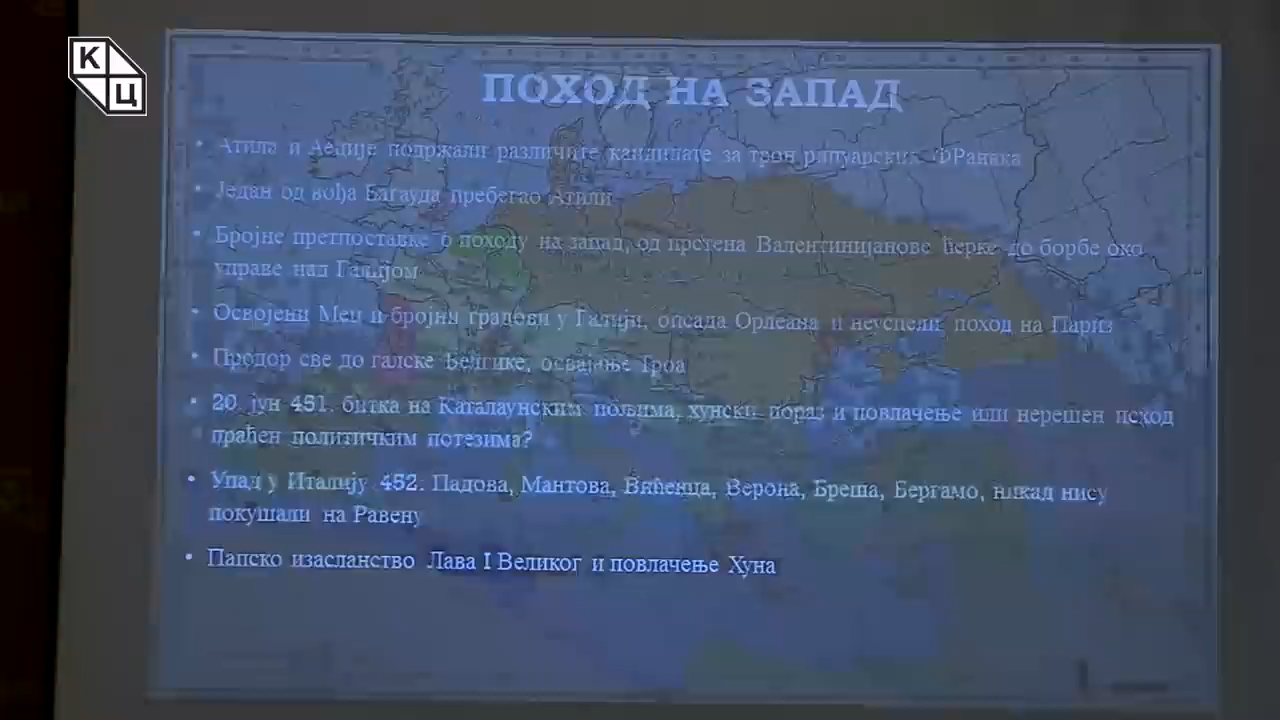 К
Ц
ПОХОД НА ЗАПАД
• Атила и Аеције подржали различите кандидате за трон рипуарских ФРанака
• Један од вођа Багауда пребегао Атили
• Бројне претпоставке о походу на запад, од прстена Валентинијанове ћерке до борбе око
управе над Галијом
• Освојени Мец и бројни градови у Галији, опсада Орлеана и неуспели поход на Париз
• Продор све до галске Белгике, освајање Троа
• 20. јун 451. битка на Каталаунским пољима, хунски пораз и повлачење или нерешен исход
праћен политичким потезима?
• Упад у Италију 452. Падова, Мантова, Вићенца, Верона, Бреша, Бергамо, никад нису
покушали на Равену
• Папско изасланство Лава I Великог и повлачење Хуна